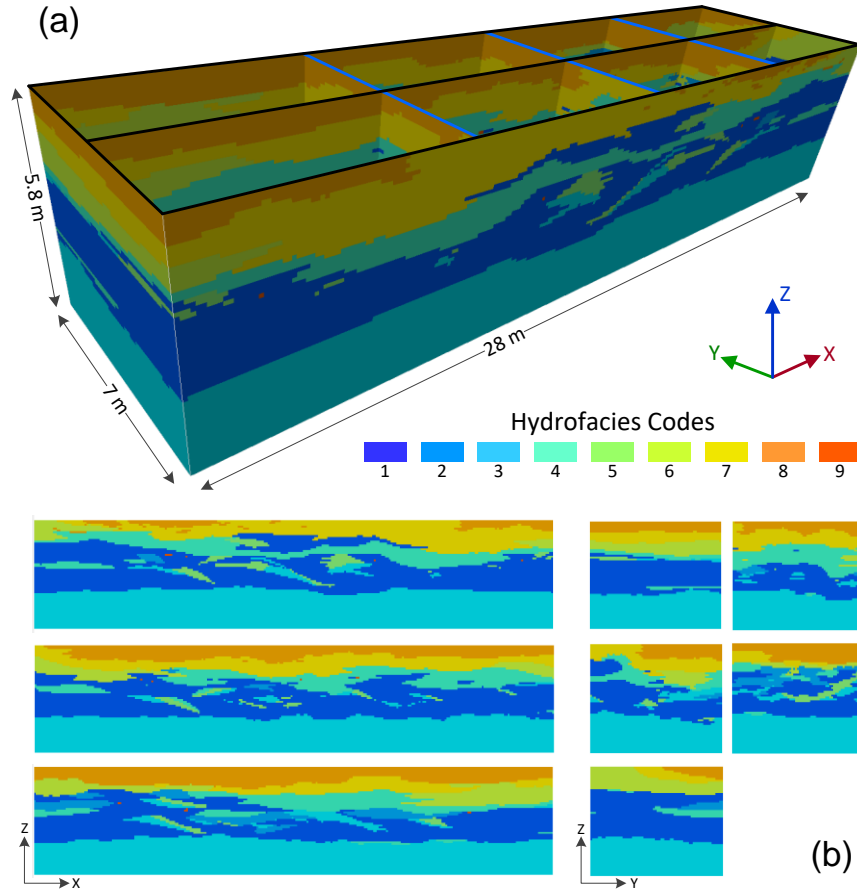 (a)
5.8 m
7 m
28 m
Z
Y
X
Hydrofacies Codes
1 2 3 4 5 6 7 8 9
Z
X
Z
Y
(b)